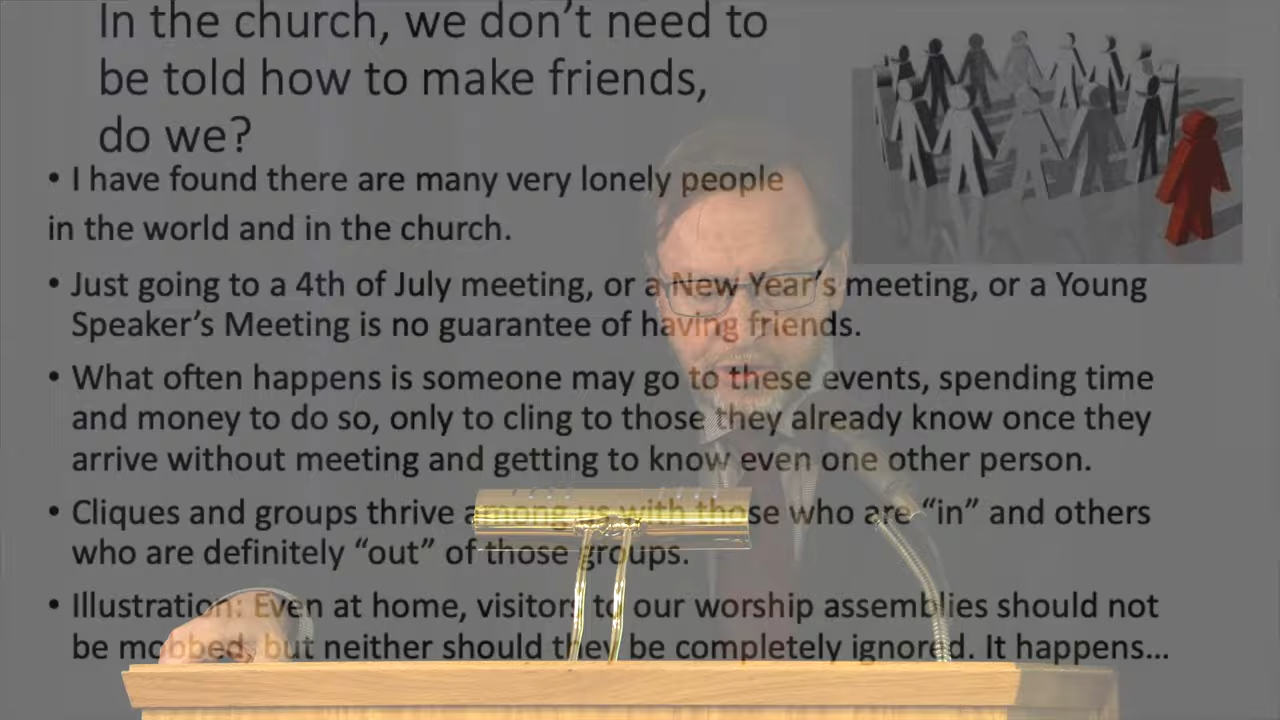 In the church, we don’t need to
be told how to make friends,
do we?
• I have found there are many very lonely people
in the world and in the church.
• Just going to a 4th of July meeting, or a New Year’s meeting, or a Young
Speaker’s Meeting is no guarantee of having friends.
• What often happens is someone may go to these events, spending time
and money to do so, only to cling to those they already know once they
arrive without meeting and getting to know even one other person.
• Cliques and groups thrive among us with those who are “in” and others
who are definitely “out” of those groups.
• Illustration: Even at home, visitors to our worship assemblies should not
be mobbed, but neither should they be completely ignored. It happens...